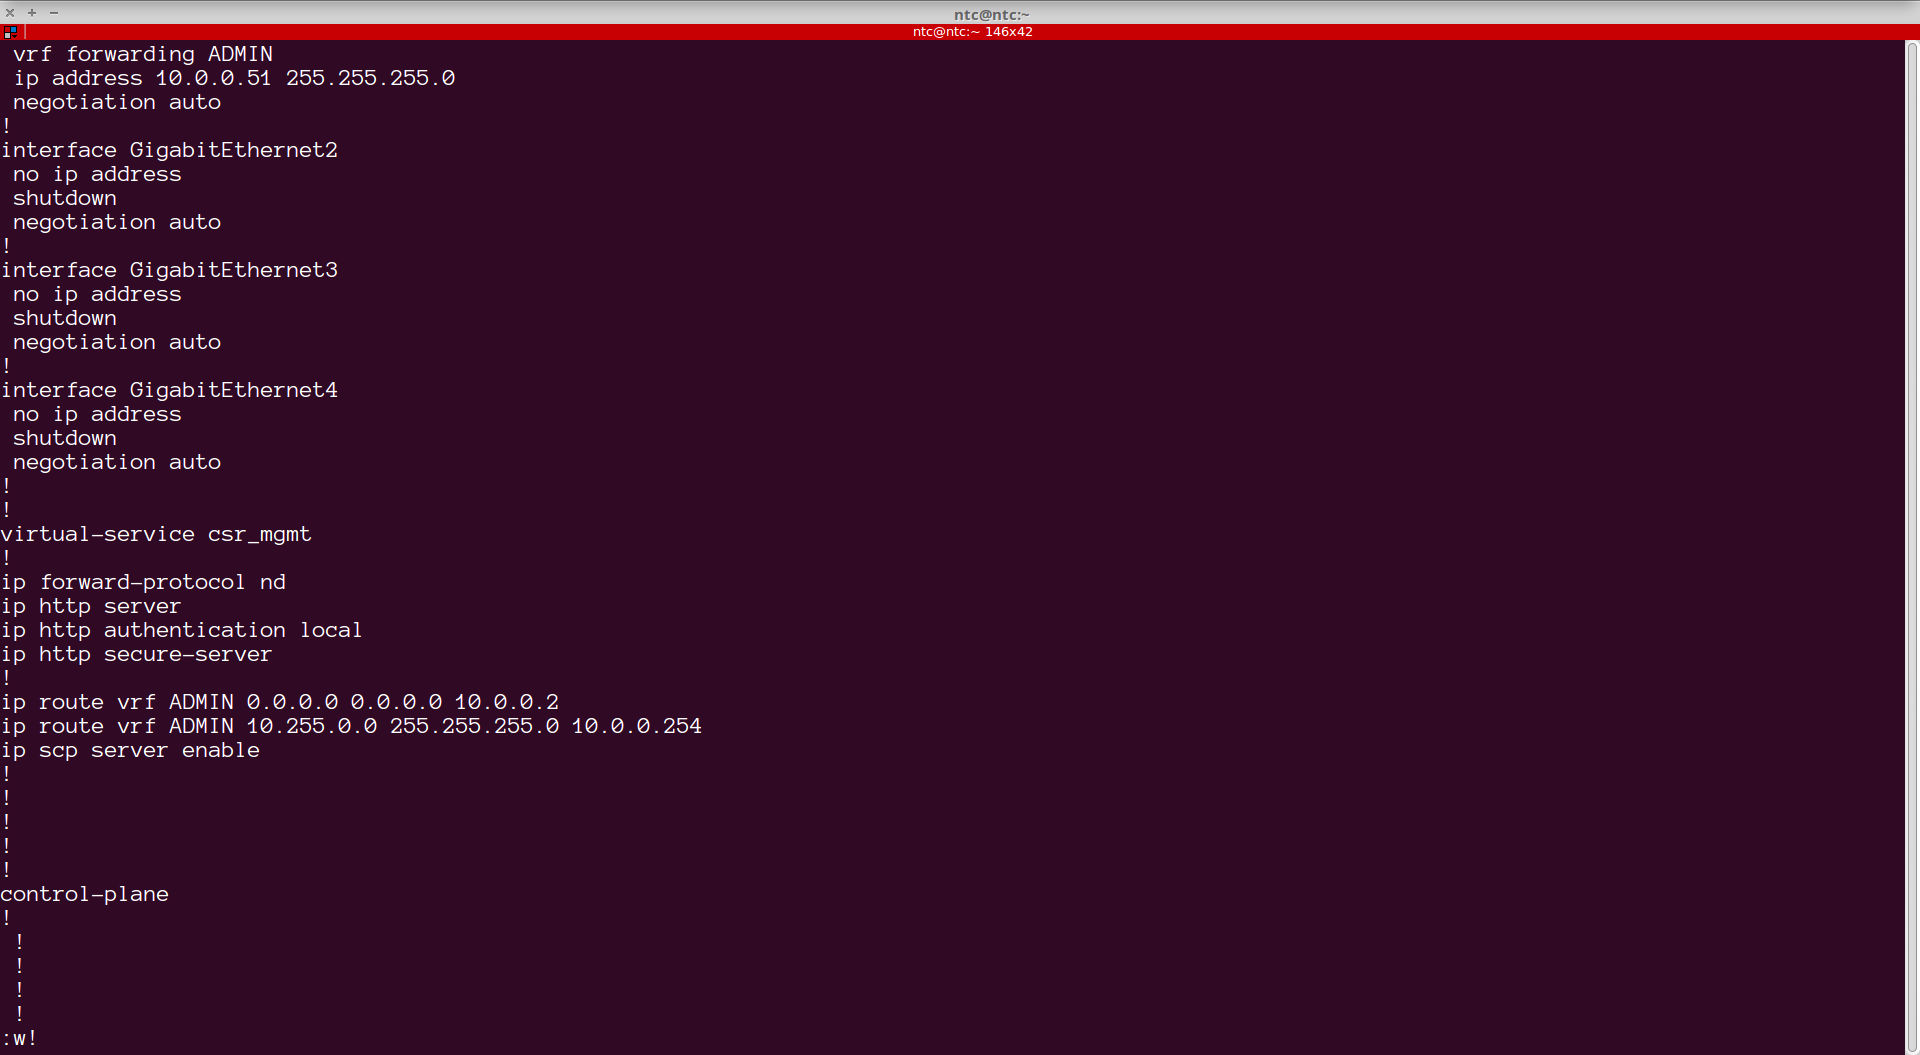 ntc@ntc:~
ntc@ntc:~ 146x42
 vrf forwarding ADMIN
 ip address 10.0.0.51 255.255.255.0
 negotiation auto
!
interface GigabitEthernet2
 no ip address
 shutdown
 negotiation auto
!
interface GigabitEthernet3
 no ip address
 shutdown
 negotiation auto
!
interface GigabitEthernet4
 no ip address
 shutdown
 negotiation auto
!
!
virtual-service csr_mgmt
!
ip forward-protocol nd
ip http server
ip http authentication local
ip http secure-server
!
ip route vrf ADMIN 0.0.0.0 0.0.0.0 10.0.0.2
ip route vrf ADMIN 10.255.0.0 255.255.255.0 10.0.0.254
ip scp server enable
!
!
!
!
!
control-plane
!
 !
 !
 !
 !
:w!